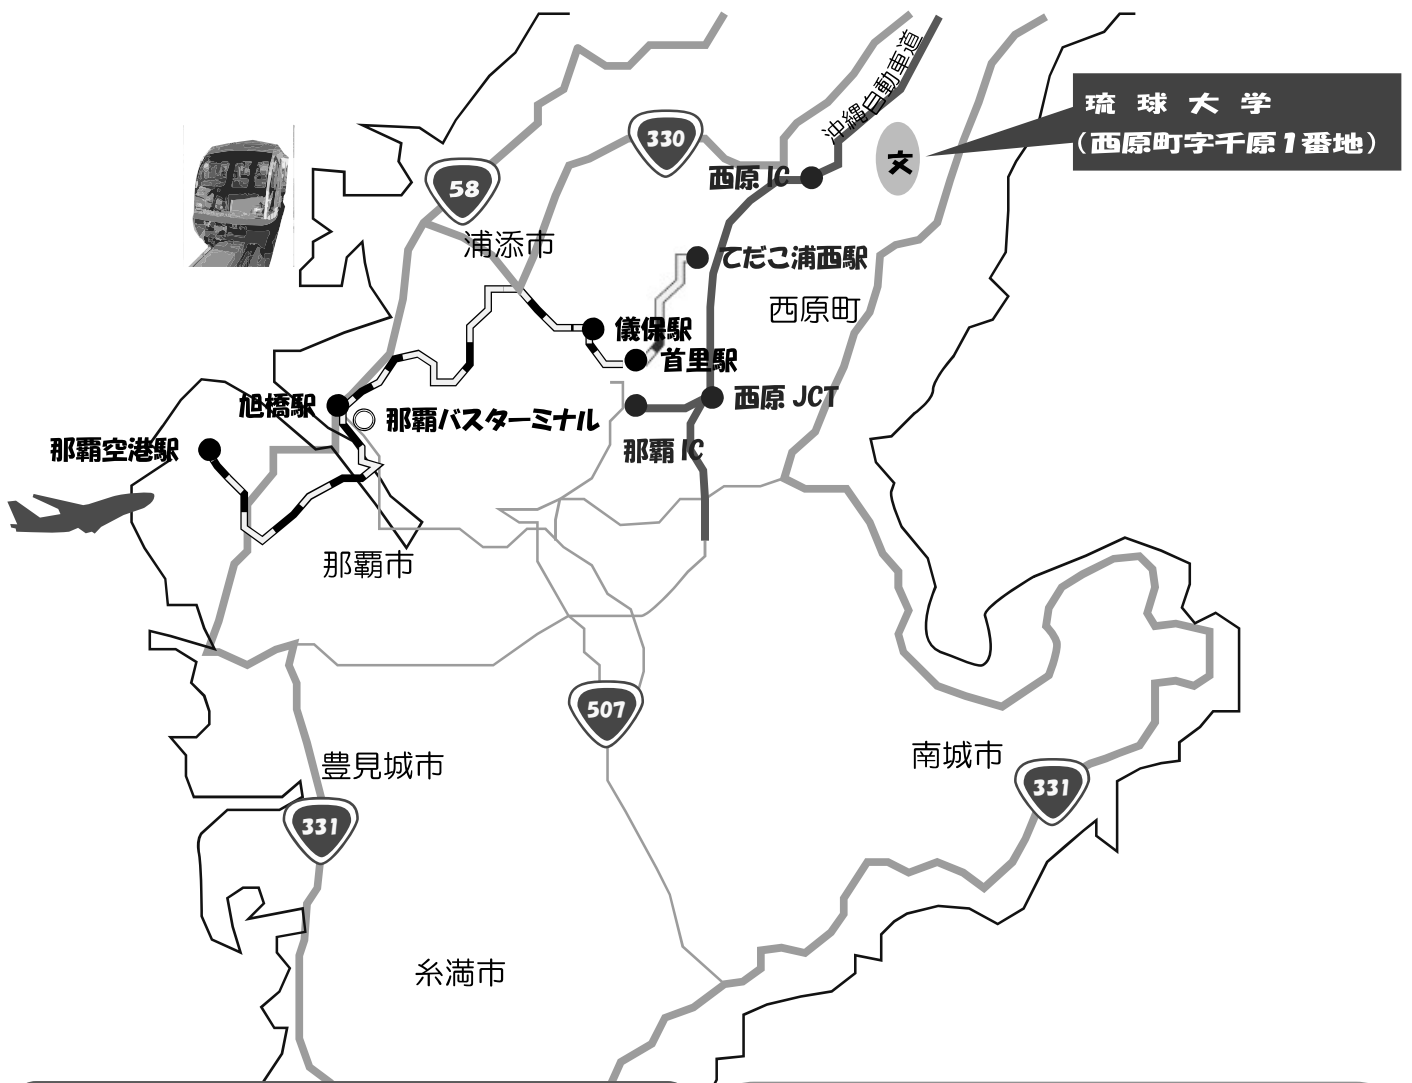 沖縄自動車道
琉球大学
(西原町字千原1番地)
330
西原 IC
文
58
浦添市
てだこ浦西駅
西原町
儀保駅
首里駅
西原 JCT
旭橋駅
那覇バスターミナル
那覇空港駅
那覇 IC
那覇市
507
南城市
豊見城市
331
331
糸満市